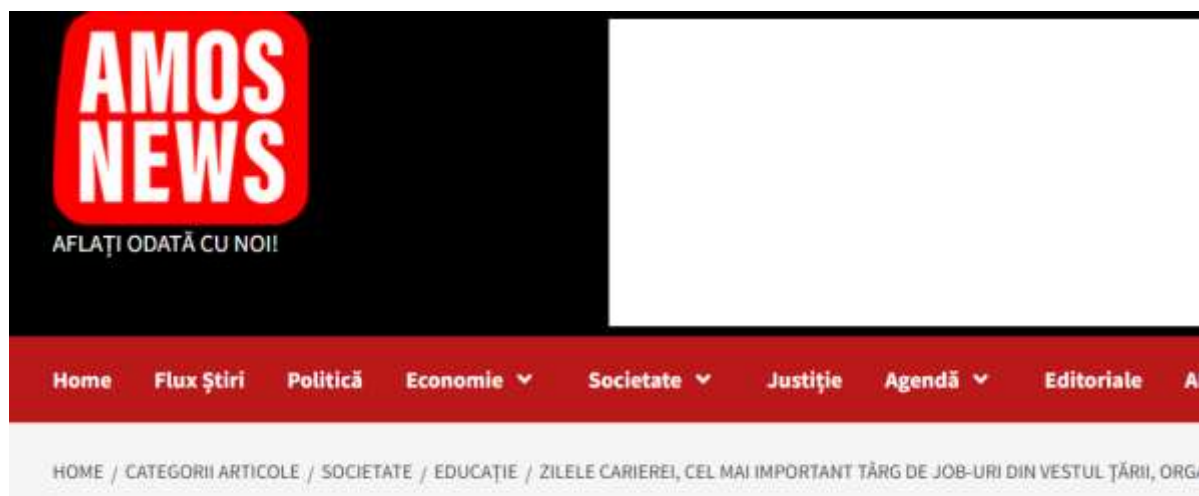 AMOS
NEWS
AFLAȚI ODATĂ CU NOI!
Home Flux Știri Politică Economie Societate Justiție Agendă Editoriale
HOME / CATEGORII ARTICOLE / SOCIETATE / EDUCAȚIE / ZILELE CARIEREI, CEL MAI IMPORTANT TÂRG DE JOB-URI DIN VESTUL ȚĂRII,